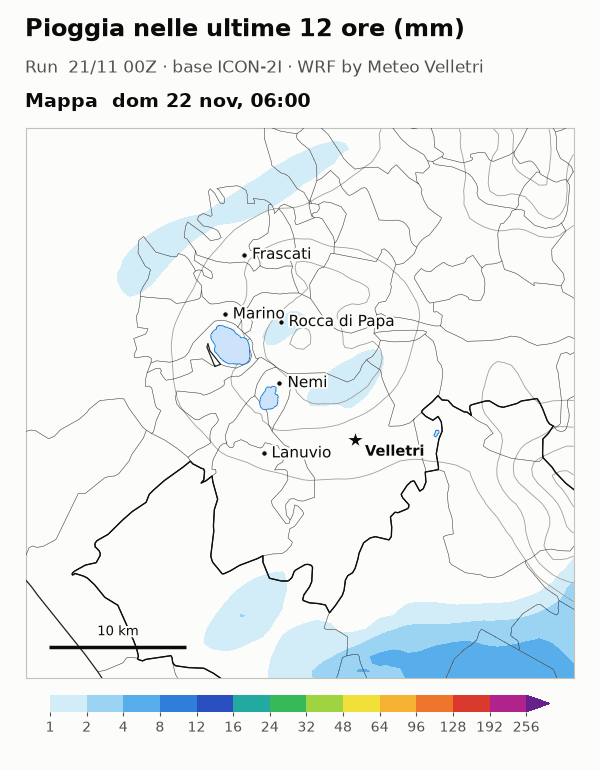 Pioggia nelle ultime 12 ore (mm)
Run  21/11 00Z · base ICON-2I · WRF by Meteo Velletri
Mappa  dom 22 nov, 06:00
Frascati
Marino
Rocca di Papa
Nemi
Velletri
Lanuvio
10 km
1 2 4 8 12 16 24 32 48 64 96 128 192 256